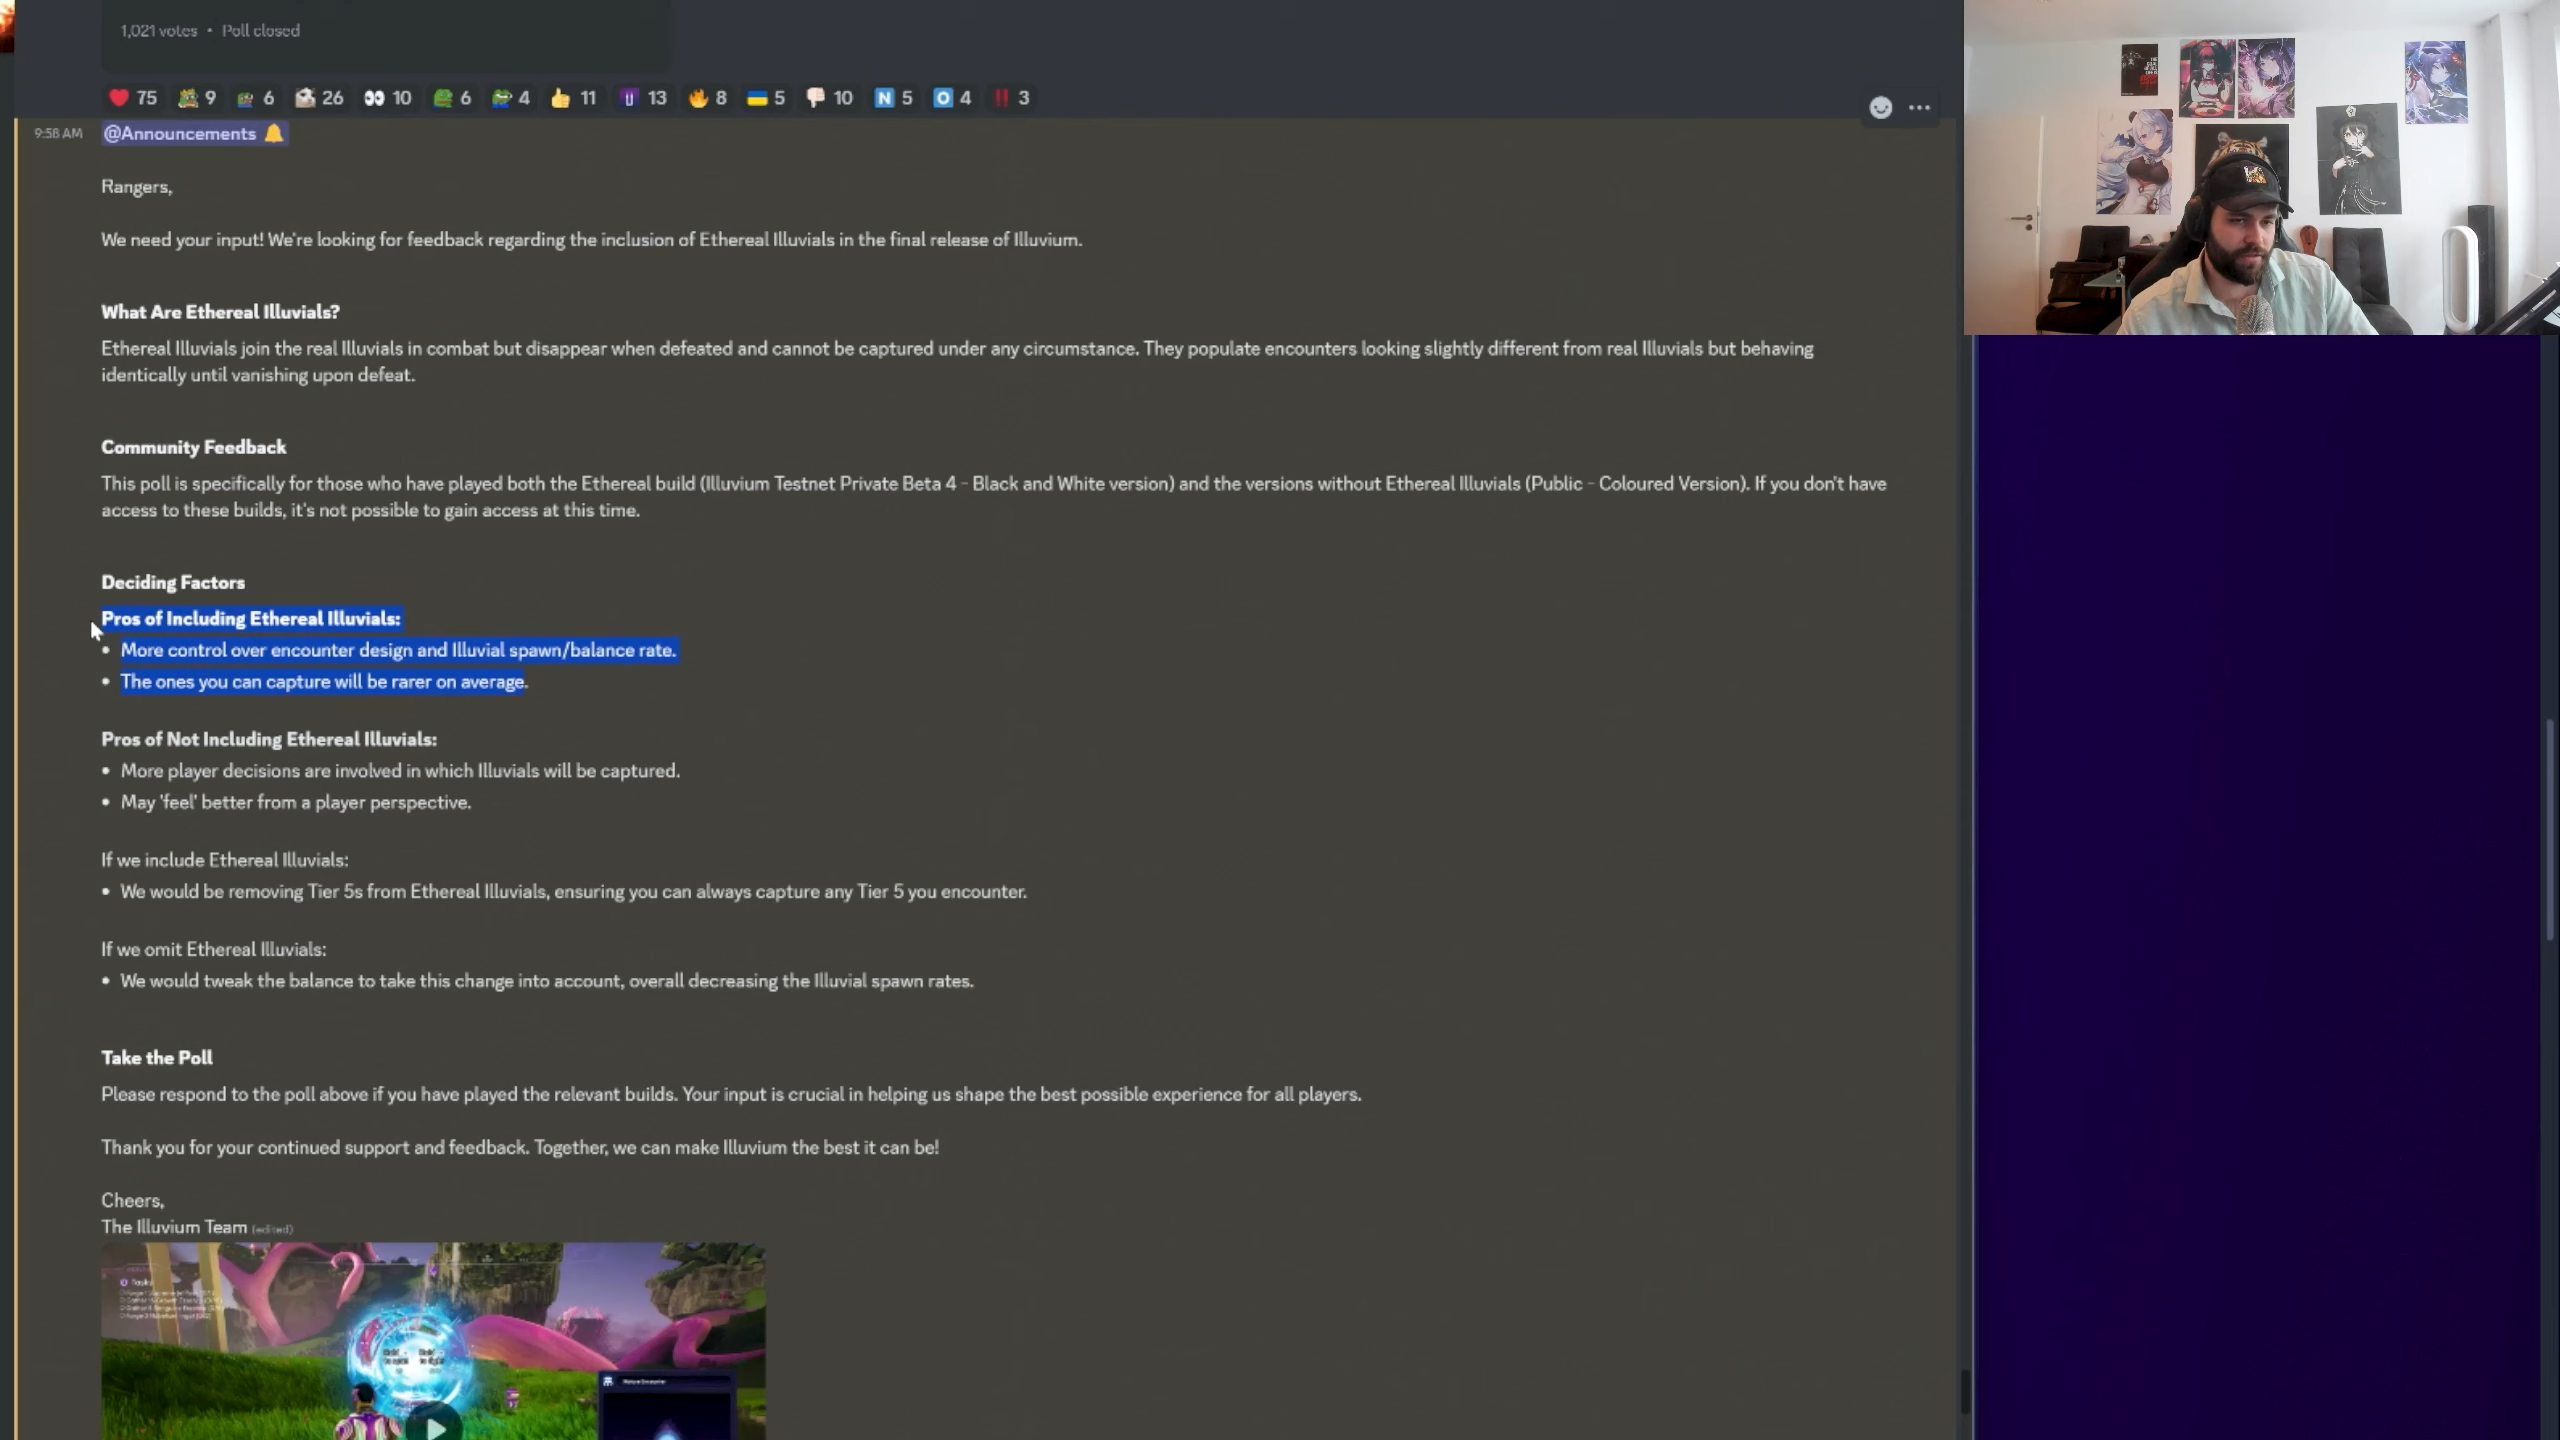 1,021 votes • Poll closed
75 9 6 26 10 6 4 11 13 8 5 10 N 5 O 4 3
9:58 AM @Announcements
Rangers,
We need your input! We're looking for feedback regarding the inclusion of Ethereal Illuvials in the final release of Illuvium.
What Are Ethereal Illuvials?
Ethereal Illuvials join the real Illuvials in combat but disappear when defeated and cannot be captured under any circumstance. They populate encounters looking slightly different from real Illuvials but behaving
identically until vanishing upon defeat.
Community Feedback
This poll is specifically for those who have played both the Ethereal build (Illuvium Testnet Private Beta 4 - Black and White version) and the versions without Ethereal Illuvials (Public - Coloured Version). If you don't have
access to these builds, it's not possible to gain access at this time.
Deciding Factors
Pros of Including Ethereal Illuvials:
• More control over encounter design and Illuvial spawn/balance rate.
• The ones you can capture will be rarer on average.
Pros of Not Including Ethereal Illuvials:
• More player decisions are involved in which Illuvials will be captured.
• May 'feel' better from a player perspective.
If we include Ethereal Illuvials:
• We would be removing Tier 5s from Ethereal Illuvials, ensuring you can always capture any Tier 5 you encounter.
If we omit Ethereal Illuvials:
• We would tweak the balance to take this change into account, overall decreasing the Illuvial spawn rates.
Take the Poll
Please respond to the poll above if you have played the relevant builds. Your input is crucial in helping us shape the best possible experience for all players.
Thank you for your continued support and feedback. Together, we can make Illuvium the best it can be!
Cheers,
The Illuvium Team (edited)
Tasks